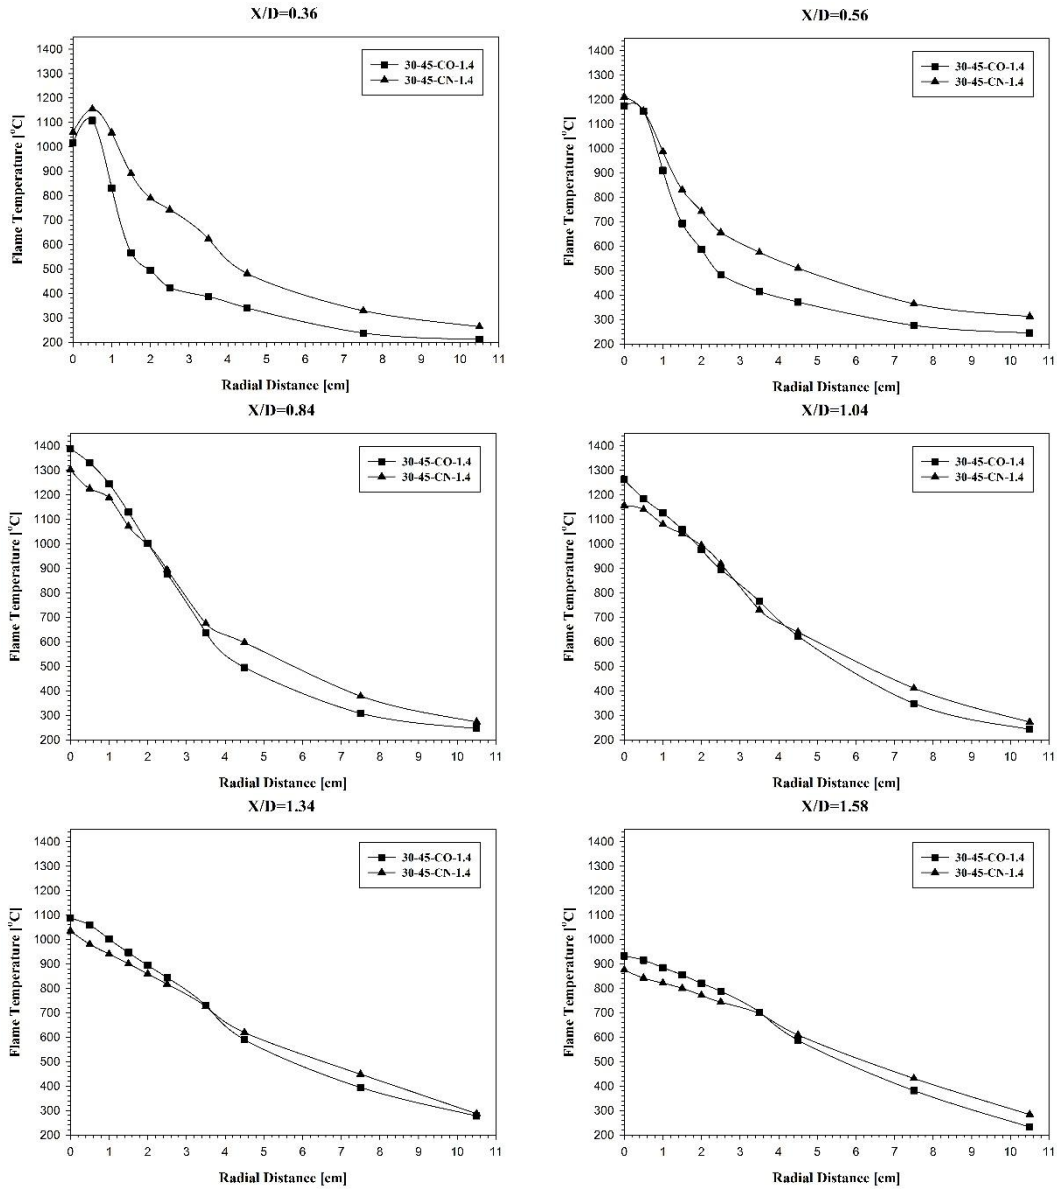 X/D=0.36
1400
1300
1200
1100
1000
900
800
700
600
500
400
300
200
Flame Temperature [°C]
30-45-CO-1.4
30-45-CN-1.4
0 1 2 3 4 5 6 7 8 9 10 11
Radial Distance [cm]
X/D=0.56
1400
1300
1200
1100
1000
900
800
700
600
500
400
300
200
Flame Temperature [°C]
30-45-CO-1.4
30-45-CN-1.4
0 1 2 3 4 5 6 7 8 9 10 11
Radial Distance [cm]
X/D=0.84
1400
1300
1200
1100
1000
900
800
700
600
500
400
300
200
Flame Temperature [°C]
30-45-CO-1.4
30-45-CN-1.4
0 1 2 3 4 5 6 7 8 9 10 11
Radial Distance [cm]
X/D=1.04
1400
1300
1200
1100
1000
900
800
700
600
500
400
300
200
Flame Temperature [°C]
30-45-CO-1.4
30-45-CN-1.4
0 1 2 3 4 5 6 7 8 9 10 11
Radial Distance [cm]
X/D=1.34
1400
1300
1200
1100
1000
900
800
700
600
500
400
300
200
Flame Temperature [°C]
30-45-CO-1.4
30-45-CN-1.4
0 1 2 3 4 5 6 7 8 9 10 11
Radial Distance [cm]
X/D=1.58
1400
1300
1200
1100
1000
900
800
700
600
500
400
300
200
Flame Temperature [°C]
30-45-CO-1.4
30-45-CN-1.4
0 1 2 3 4 5 6 7 8 9 10 11
Radial Distance [cm]